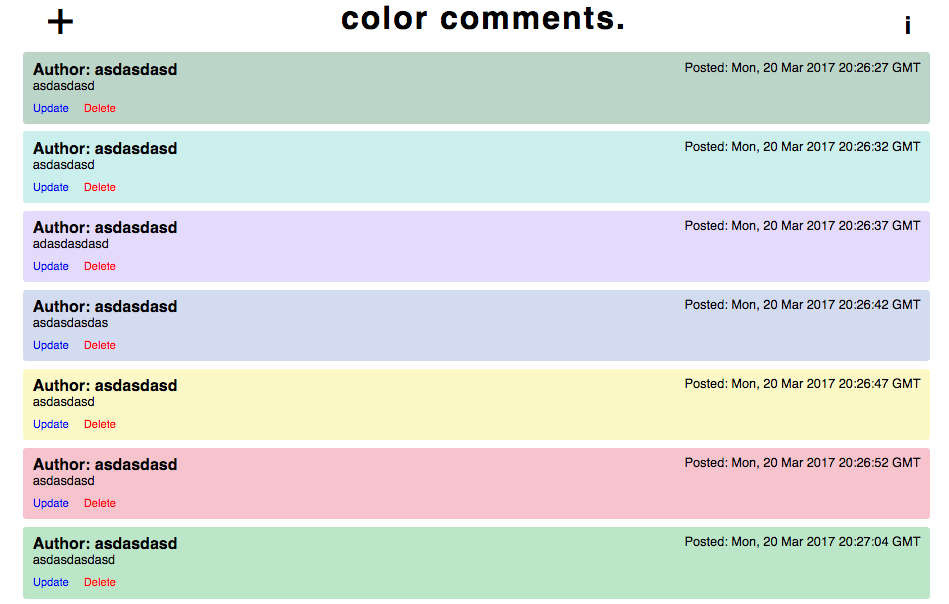 + color comments. i
Author: asdasdasd Posted: Mon, 20 Mar 2017 20:26:27 GMT
asdasdasd
Update Delete
Author: asdasdasd Posted: Mon, 20 Mar 2017 20:26:32 GMT
asdasdasd
Update Delete
Author: asdasdasd Posted: Mon, 20 Mar 2017 20:26:37 GMT
adasdasdasd
Update Delete
Author: asdasdasd Posted: Mon, 20 Mar 2017 20:26:42 GMT
asdasdasdas
Update Delete
Author: asdasdasd Posted: Mon, 20 Mar 2017 20:26:47 GMT
asdasdasd
Update Delete
Author: asdasdasd Posted: Mon, 20 Mar 2017 20:26:52 GMT
asdasdasd
Update Delete
Author: asdasdasd Posted: Mon, 20 Mar 2017 20:27:04 GMT
asdasdasdasd
Update Delete